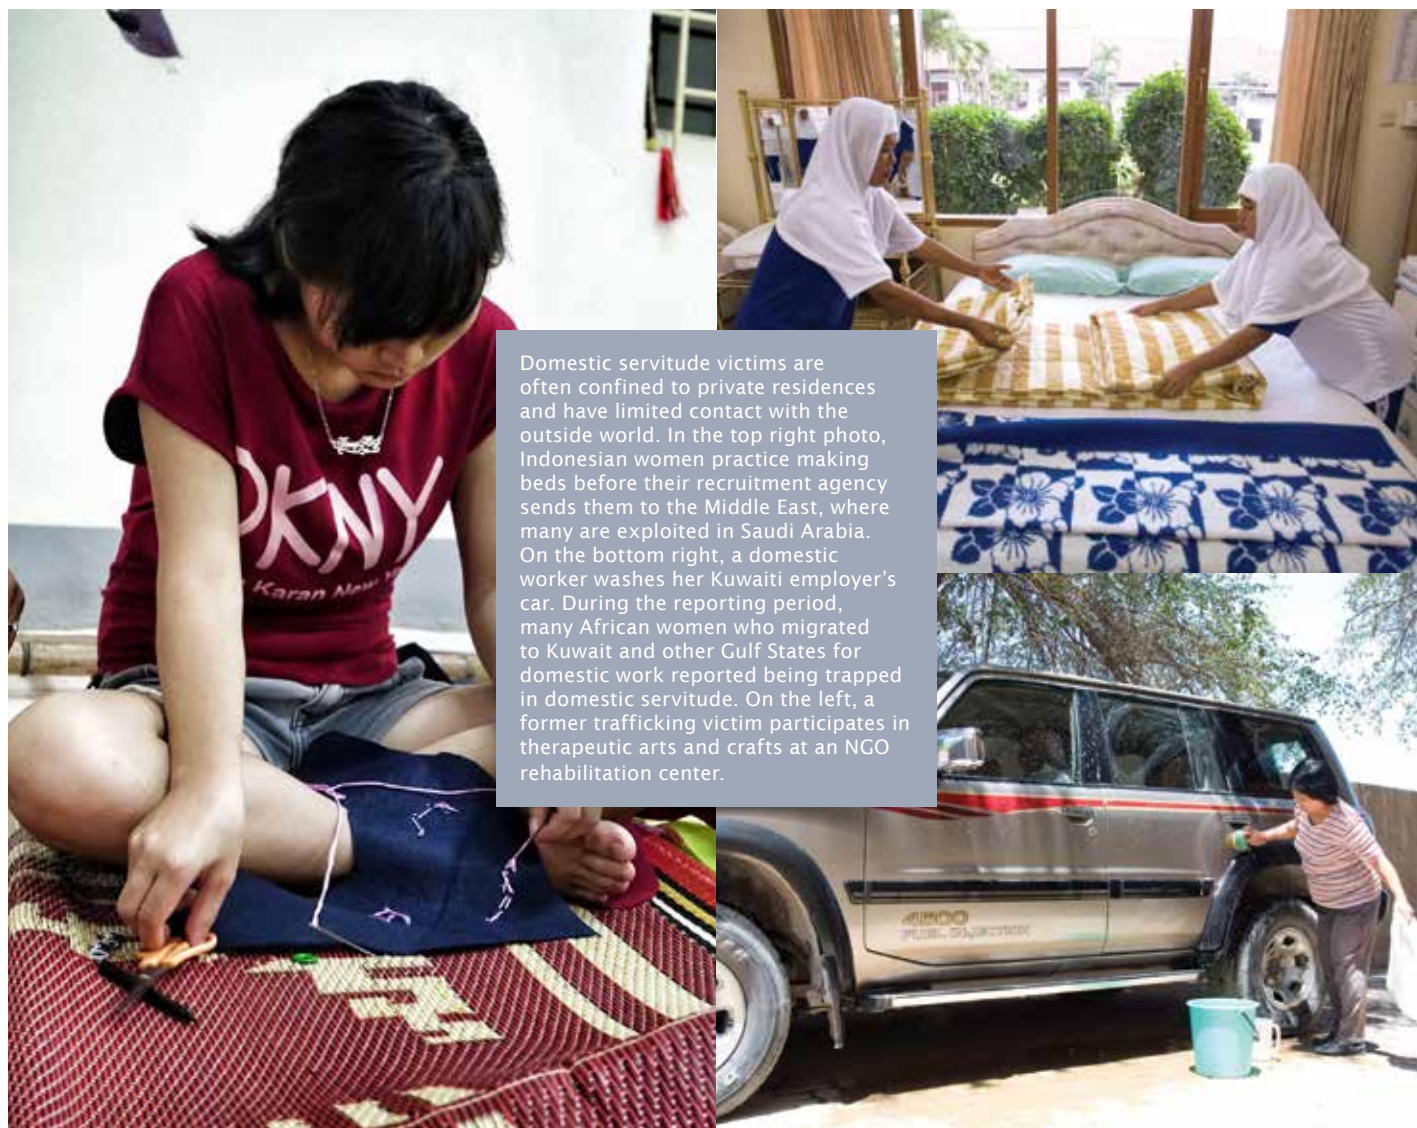 DKNY
Karan New
Domestic servitude victims are
often confined to private residences
and have limited contact with the
outside world. In the top right photo,
Indonesian women practice making
beds before their recruitment agency
sends them to the Middle East, where
many are exploited in Saudi Arabia.
On the bottom right, a domestic
worker washes her Kuwaiti employer’s
car. During the reporting period,
many African women who migrated
to Kuwait and other Gulf States for
domestic work reported being trapped
in domestic servitude. On the left, a
former trafficking victim participates in
therapeutic arts and crafts at an NGO
rehabilitation center.
4500
FUEL INJECTION